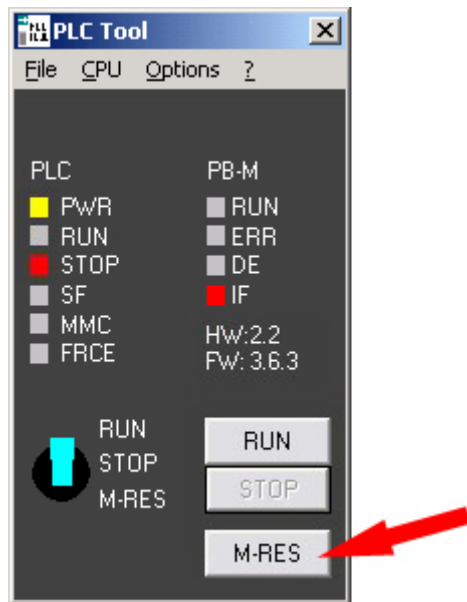 PLC Tool
File CPU Options ?
PLC
PWR
RUN
STOP
SF
MMC
FRCE
PB-M
RUN
ERR
DE
IF
HW:2.2
FW: 3.6.3
RUN
STOP
M-RES
RUN
STOP
M-RES